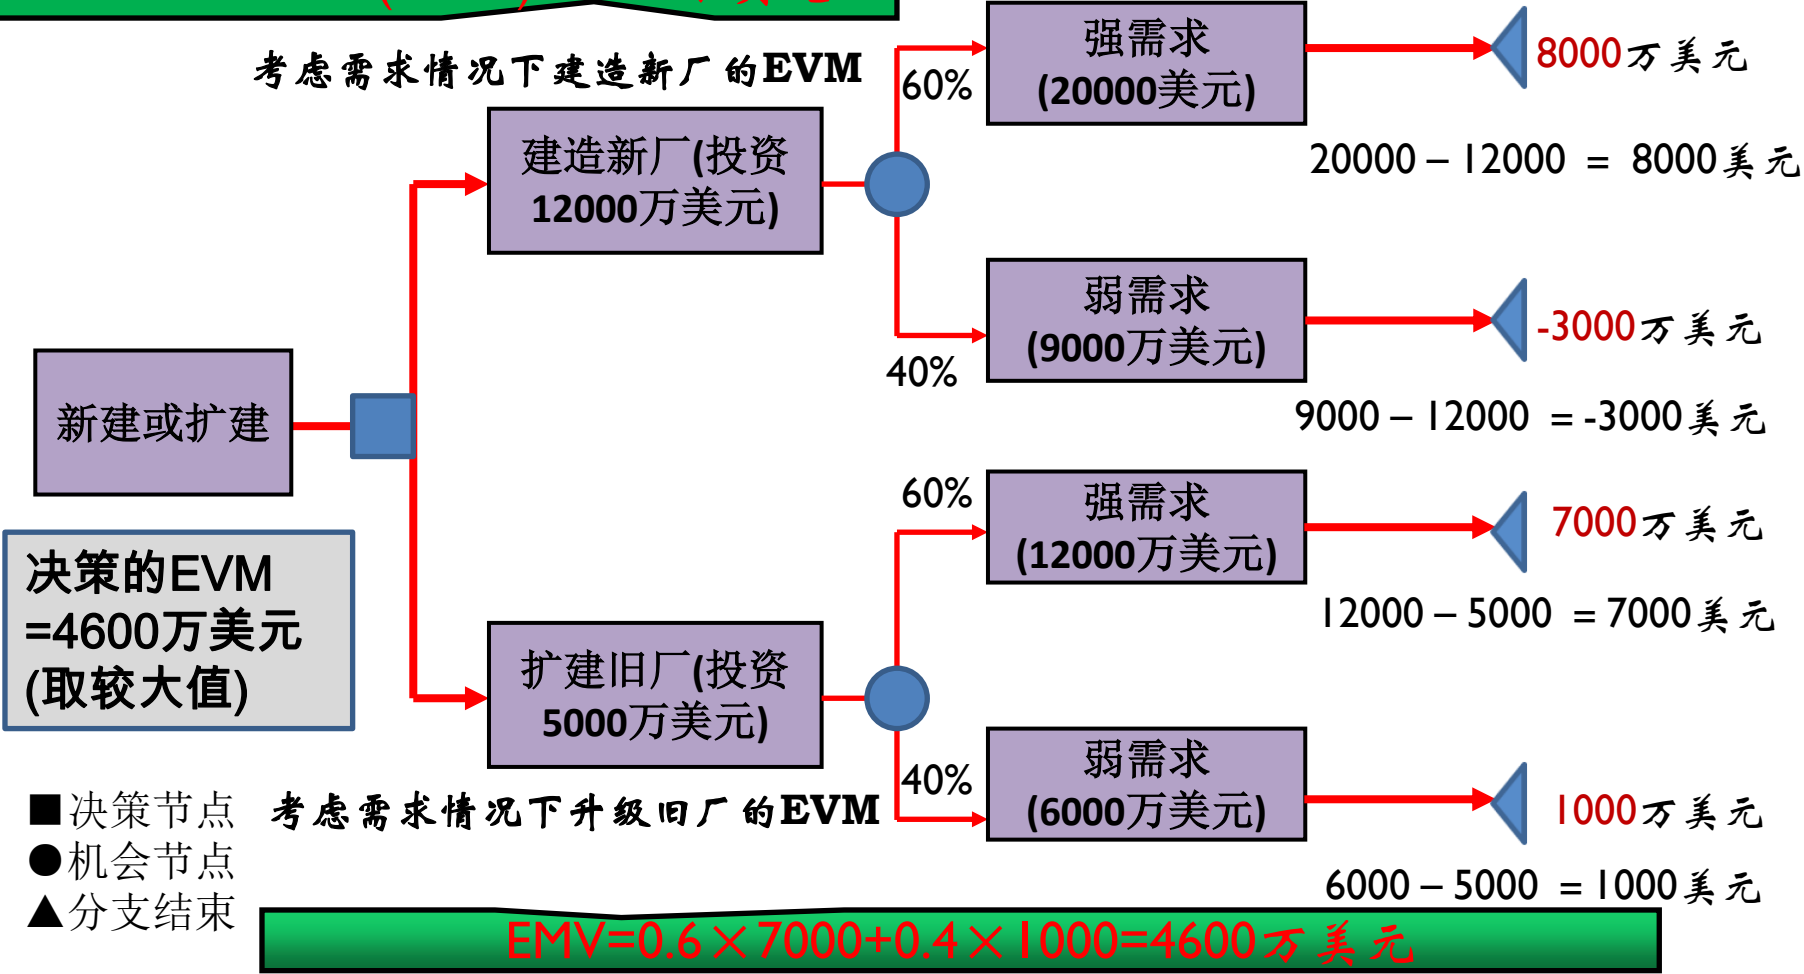 考虑需求情况下建造新厂的EVM
60%
强需求
(20000美元)
8000万美元
20000 – 12000 = 8000美元
建造新厂(投资
12000万美元)
弱需求
(9000万美元)
-3000万美元
40%
9000 – 12000 = -3000美元
新建或扩建
60%
强需求
(12000万美元)
7000万美元
12000 – 5000 = 7000美元
决策的EVM
=4600万美元
(取较大值)
扩建旧厂(投资
5000万美元)
40%
弱需求
(6000万美元)
1000万美元
6000 – 5000 = 1000美元
■决策节点
●机会节点
▲分支结束
考虑需求情况下升级旧厂的EVM
EMV=0.6×7000+0.4×1000=4600万美元